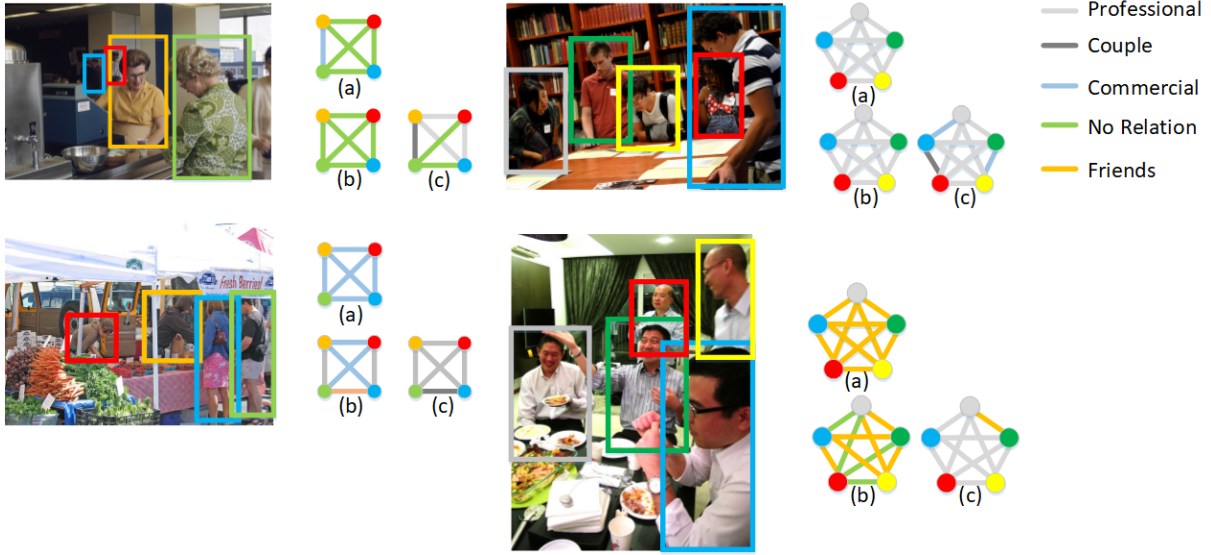 (a)
(b)
(c)
(a)
(b)
(c)
Professional
Couple
Commercial
No Relation
Friends
Fresh Berries!
(a)
(b)
(c)
(a)
(b)
(c)